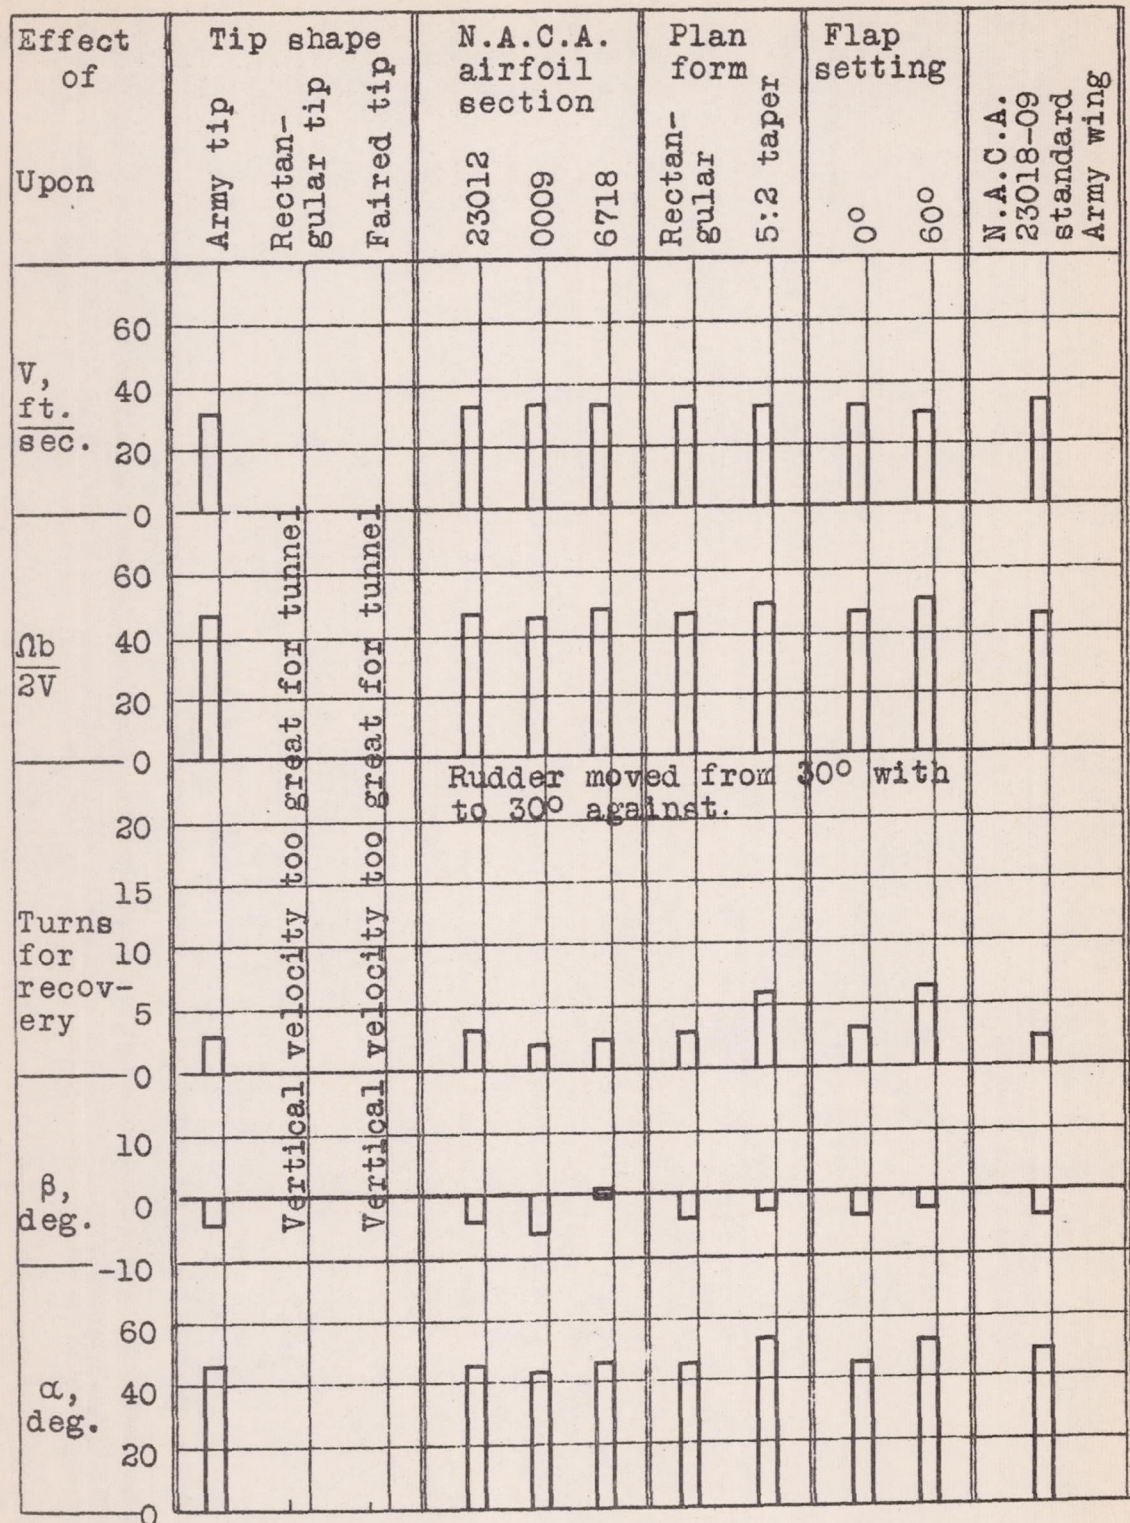 Effect
of
Upon
Tip shape
Army tip
Rectan-
gular tip
Faired tip
N.A.C.A.
airfoil
section
23012
0009
6718
Plan
form
Rectan-
gular
5:2 taper
Flap
setting
0°
60°
N.A.C.A.
23018-09
standard
Army wing
V,
ft.
sec.
60
40
20
0
Ωb
2V
60
40
20
0
Vertical velocity too great for tunnel
Vertical velocity too great for tunnel
Rudder moved from 30° with
to 30° against.
Turns
for
recov-
ery
20
15
10
5
0
β,
deg.
10
0
-10
α,
deg.
60
40
20
0